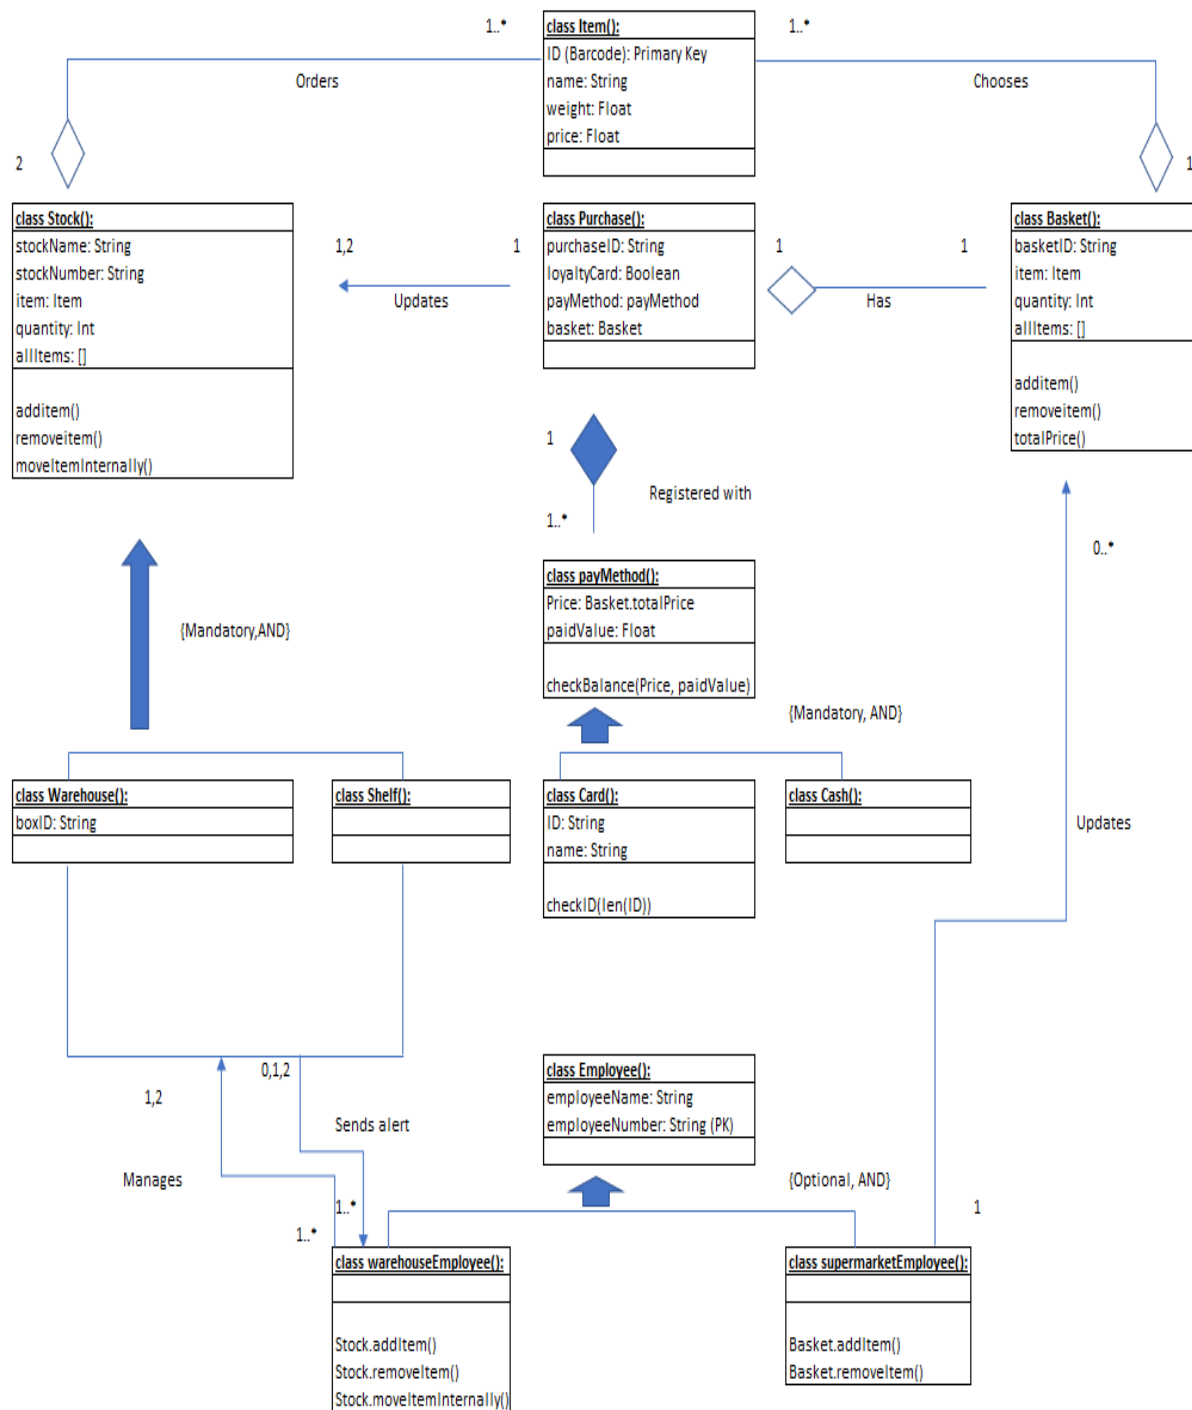 1..*
class Item():
1..*
ID (Barcode): Primary Key
name: String
weight: Float
price: Float
Orders
Chooses
2
1
class Stock():
stockName: String
stockNumber: String
item: Item
quantity: Int
allItems: []
additem()
removeitem()
moveItemInternally()
1,2
1
Updates
class Purchase():
purchaseID: String
loyaltyCard: Boolean
payMethod: payMethod
basket: Basket
1
1
Has
class Basket():
basketID: String
item: Item
quantity: Int
allItems: []
additem()
removeitem()
totalPrice()
1
Registered with
1..*
0..*
class payMethod():
Price: Basket.totalPrice
paidValue: Float
checkBalance(Price, paidValue)
{Mandatory,AND}
{Mandatory, AND}
class Warehouse():
boxID: String
class Shelf():
class Card():
ID: String
name: String
checkID(len(ID))
class Cash():
Updates
0,1,2
1,2
Sends alert
Manages
class Employee():
employeeName: String
employeeNumber: String (PK)
{Optional, AND}
1
1..*
1..*
class warehouseEmployee():
Stock.addItem()
Stock.removeItem()
Stock.moveItemInternally()
class supermarketEmployee():
Basket.addItem()
Basket.removeItem()